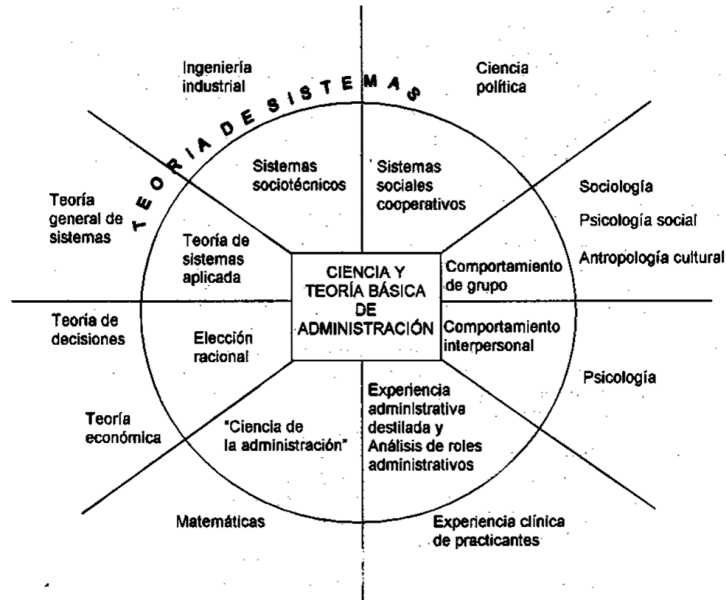 Ingeniería
industrial
Ciencia
política
TEORIA DE SISTEMAS
Sistemas
sociotécnicos
Sistemas
sociales
cooperativos
Teoría
general de
sistemas
Teoría de
sistemas
aplicada
Sociología
Psicología social
Antropología cultural
Comportamiento
de grupo
CIENCIA Y
TEORÍA BÁSICA
DE
ADMINISTRACIÓN
Teoría de
decisiones
Elección
racional
Comportamiento
interpersonal
Psicología
Teoría
económica
"Ciencia de
la administración"
Experiencia
administrativa
destilada y
Análisis de roles
administrativos
Matemáticas
Experiencia clínica
de practicantes